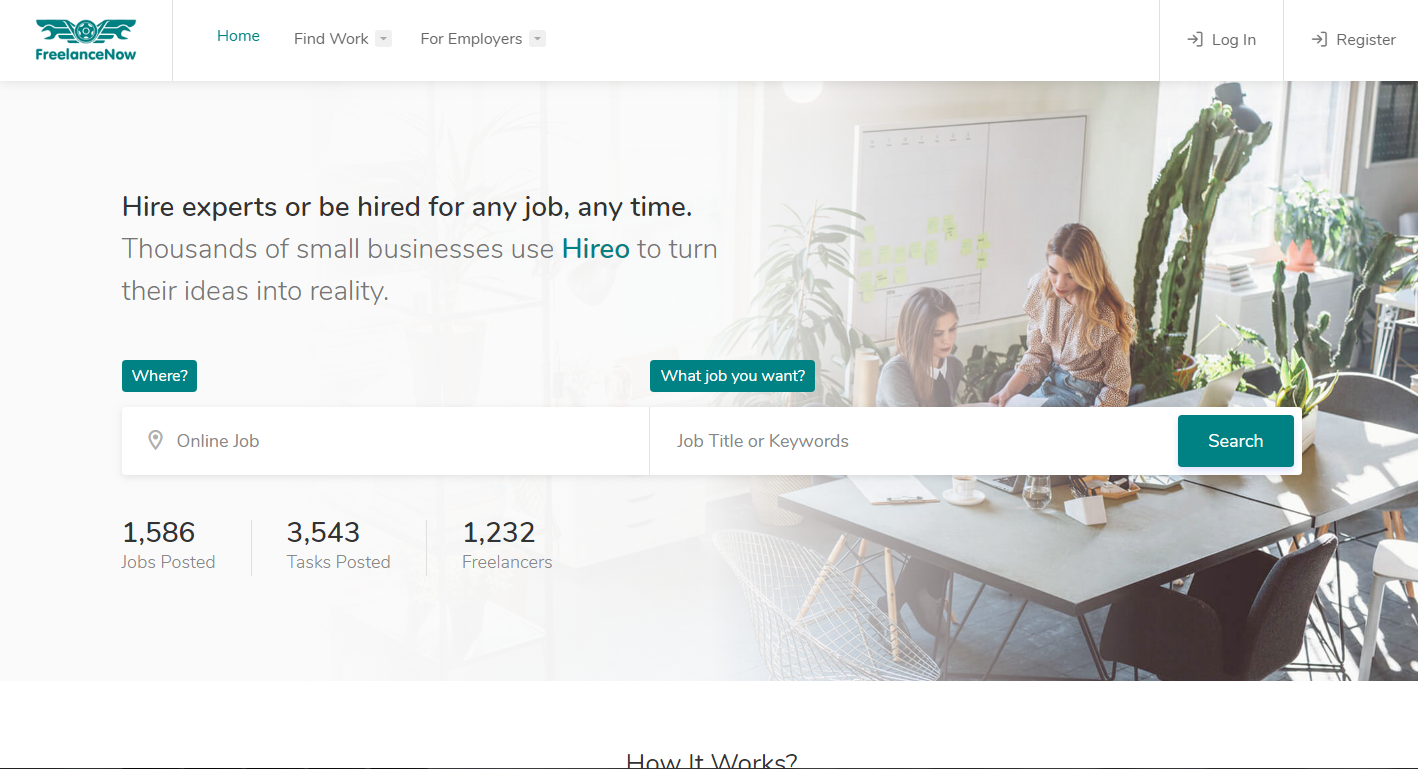 FreelanceNow
Home
Find Work
For Employers
Log In
Register
Hire experts or be hired for any job, any time.
Thousands of small businesses use Hireo to turn
their ideas into reality.
Where?
What job you want?
Online Job
Job Title or Keywords
Search
1,586
Jobs Posted
3,543
Tasks Posted
1,232
Freelancers
How It Works?